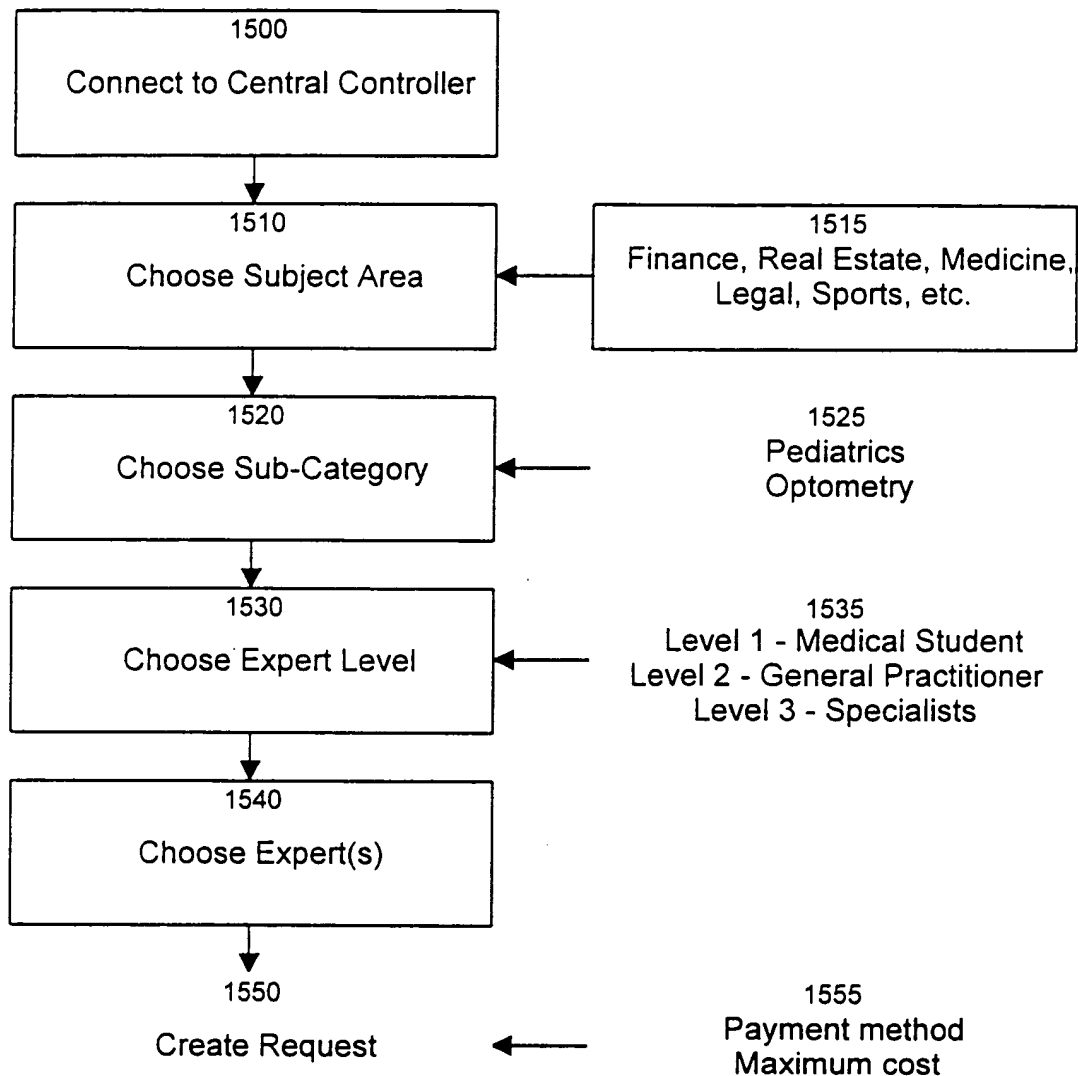 1500
Connect to Central Controller
1510
Choose Subject Area
1515
Finance, Real Estate, Medicine,
Legal, Sports, etc.
1520
Choose Sub-Category
1525
Pediatrics
Optometry
1530
Choose Expert Level
1535
Level 1 - Medical Student
Level 2 - General Practitioner
Level 3 - Specialists
1540
Choose Expert(s)
1550
Create Request
1555
Payment method
Maximum cost